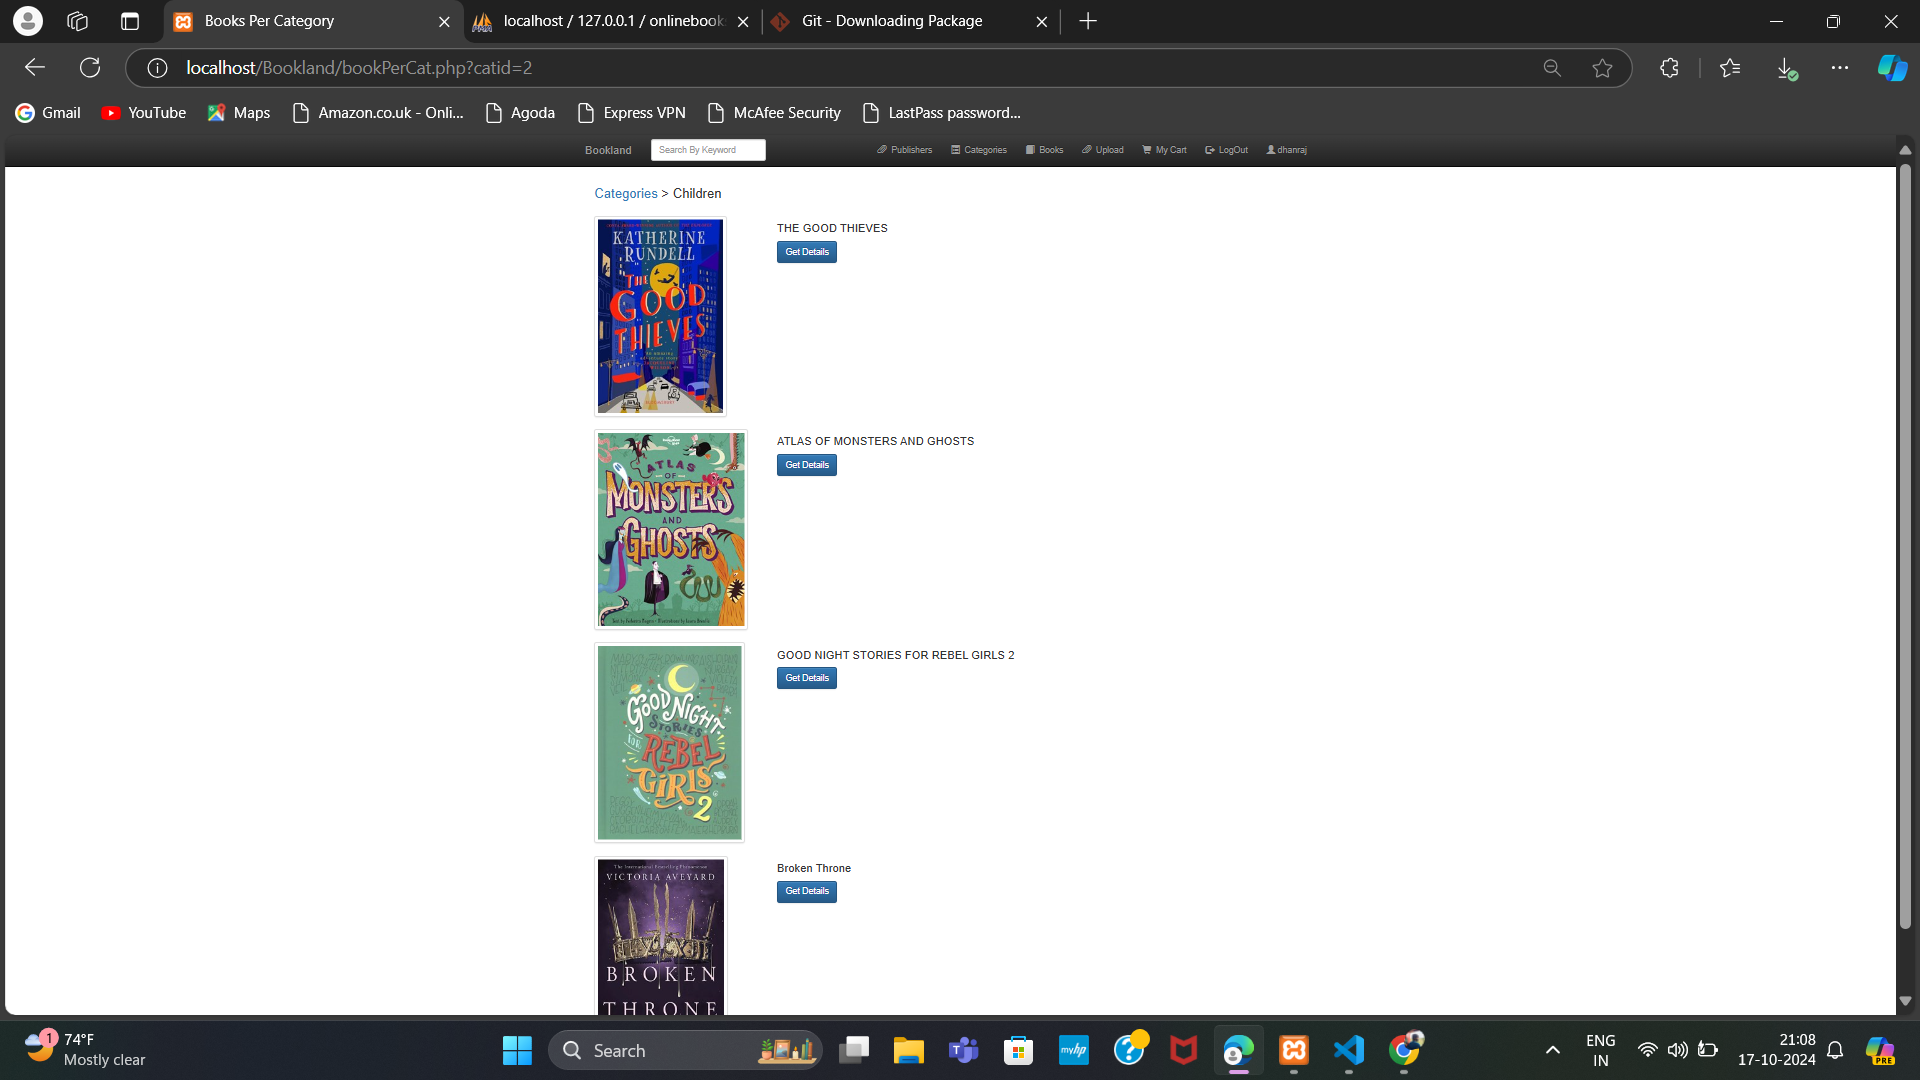 Books Per Category
localhost / 127.0.0.1 / onlinebook
Git - Downloading Package
localhost/Bookland/bookPerCat.php?catid=2
Gmail
YouTube
Maps
Amazon.co.uk - Onli...
Agoda
Express VPN
McAfee Security
LastPass password...
Bookland
Search By Keyword
Publishers
Categories
Books
Upload
My Cart
LogOut
dhanraj
Categories > Children
KATHERINE
RUNDELL
THE
GOOD
THIEVES
THE GOOD THIEVES
Get Details
ATLAS
OF
MONSTERS
AND
GHOSTS
ATLAS OF MONSTERS AND GHOSTS
Get Details
GOOD NIGHT
STORIES
FOR
REBEL
GIRLS
2
GOOD NIGHT STORIES FOR REBEL GIRLS 2
Get Details
VICTORIA AVEYARD
BROKEN
THRONE
Broken Throne
Get Details
1
74°F
Mostly clear
Search
myhp
PRE
ENG
IN
21:08
17-10-2024